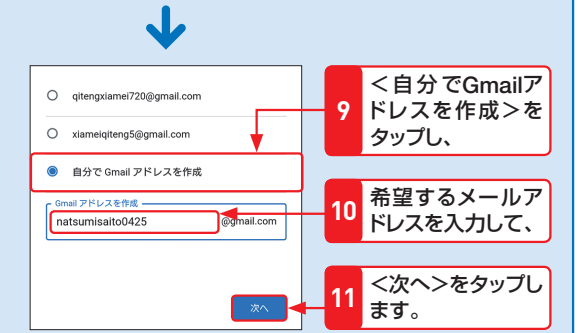 qitengxiamei720@gmail.com
xiameiqiteng5@gmail.com
自分で Gmail アドレスを作成
Gmail アドレスを作成
natsumisaito0425
@gmail.com
次へ
9
＜自分でGmailア
ドレスを作成＞を
タップし、
10
希望するメールア
ドレスを入力して、
11
＜次へ＞をタップし
ます。